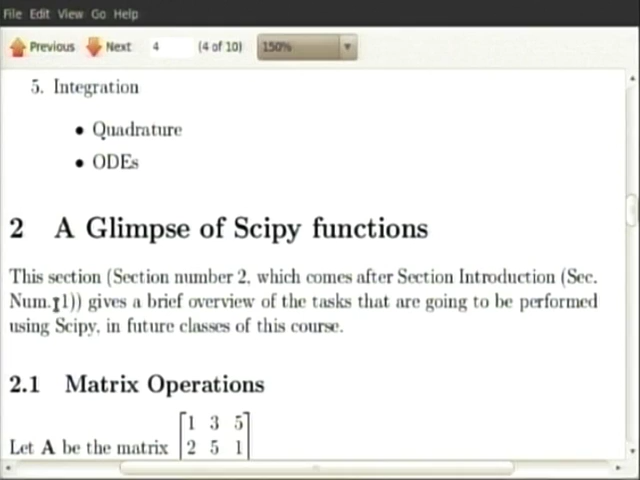 File Edit View Go Help
Previous Next 4 (4 of 10) 150%
5. Integration
• Quadrature
• ODEs
2 A Glimpse of Scipy functions
This section (Section number 2, which comes after Section Introduction (Sec.
Num. 1)) gives a brief overview of the tasks that are going to be performed
using Scipy, in future classes of this course.
2.1 Matrix Operations
1 3 5
Let A be the matrix 2 5 1